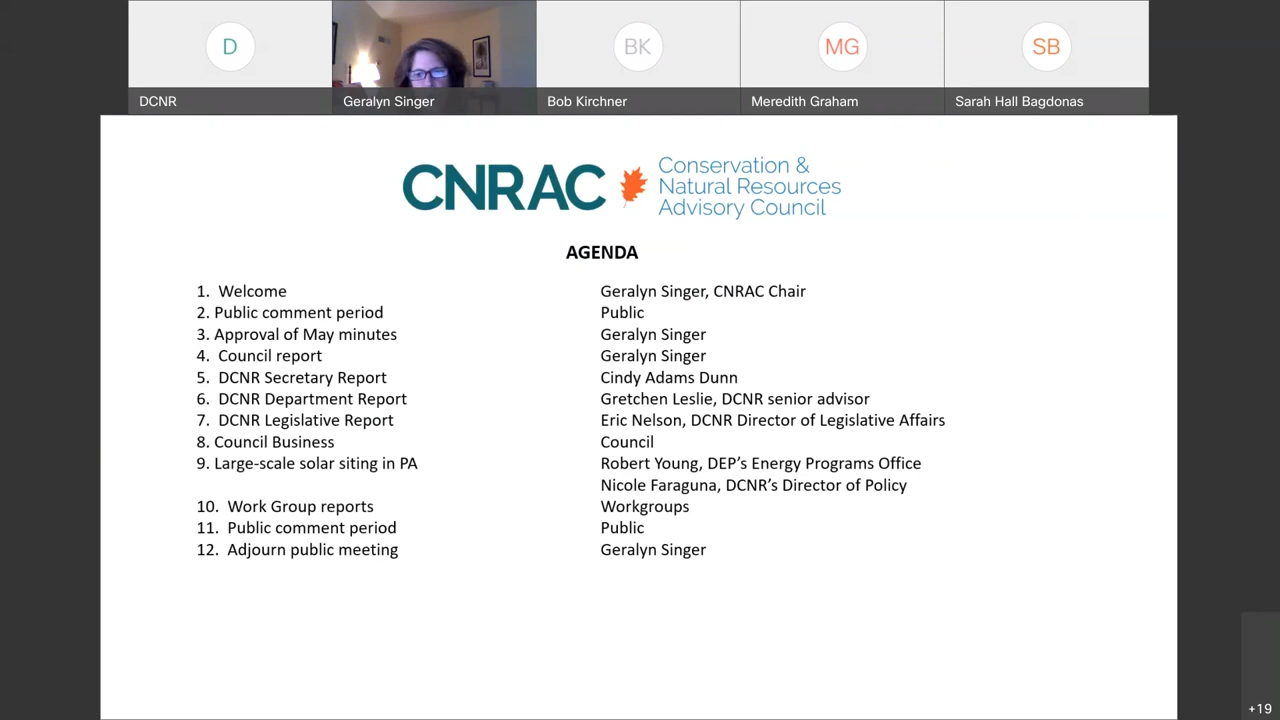 D
BK
MG
SB
DCNR
Geralyn Singer
Bob Kirchner
Meredith Graham
Sarah Hall Bagdonas
CNRAC
Conservation &
Natural Resources
Advisory Council
AGENDA
1. Welcome Geralyn Singer, CNRAC Chair
2. Public comment period Public
3. Approval of May minutes Geralyn Singer
4. Council report Geralyn Singer
5. DCNR Secretary Report Cindy Adams Dunn
6. DCNR Department Report Gretchen Leslie, DCNR senior advisor
7. DCNR Legislative Report Eric Nelson, DCNR Director of Legislative Affairs
8. Council Business Council
9. Large-scale solar siting in PA Robert Young, DEP’s Energy Programs Office
Nicole Faraguna, DCNR’s Director of Policy
10. Work Group reports Workgroups
11. Public comment period Public
12. Adjourn public meeting Geralyn Singer
+19